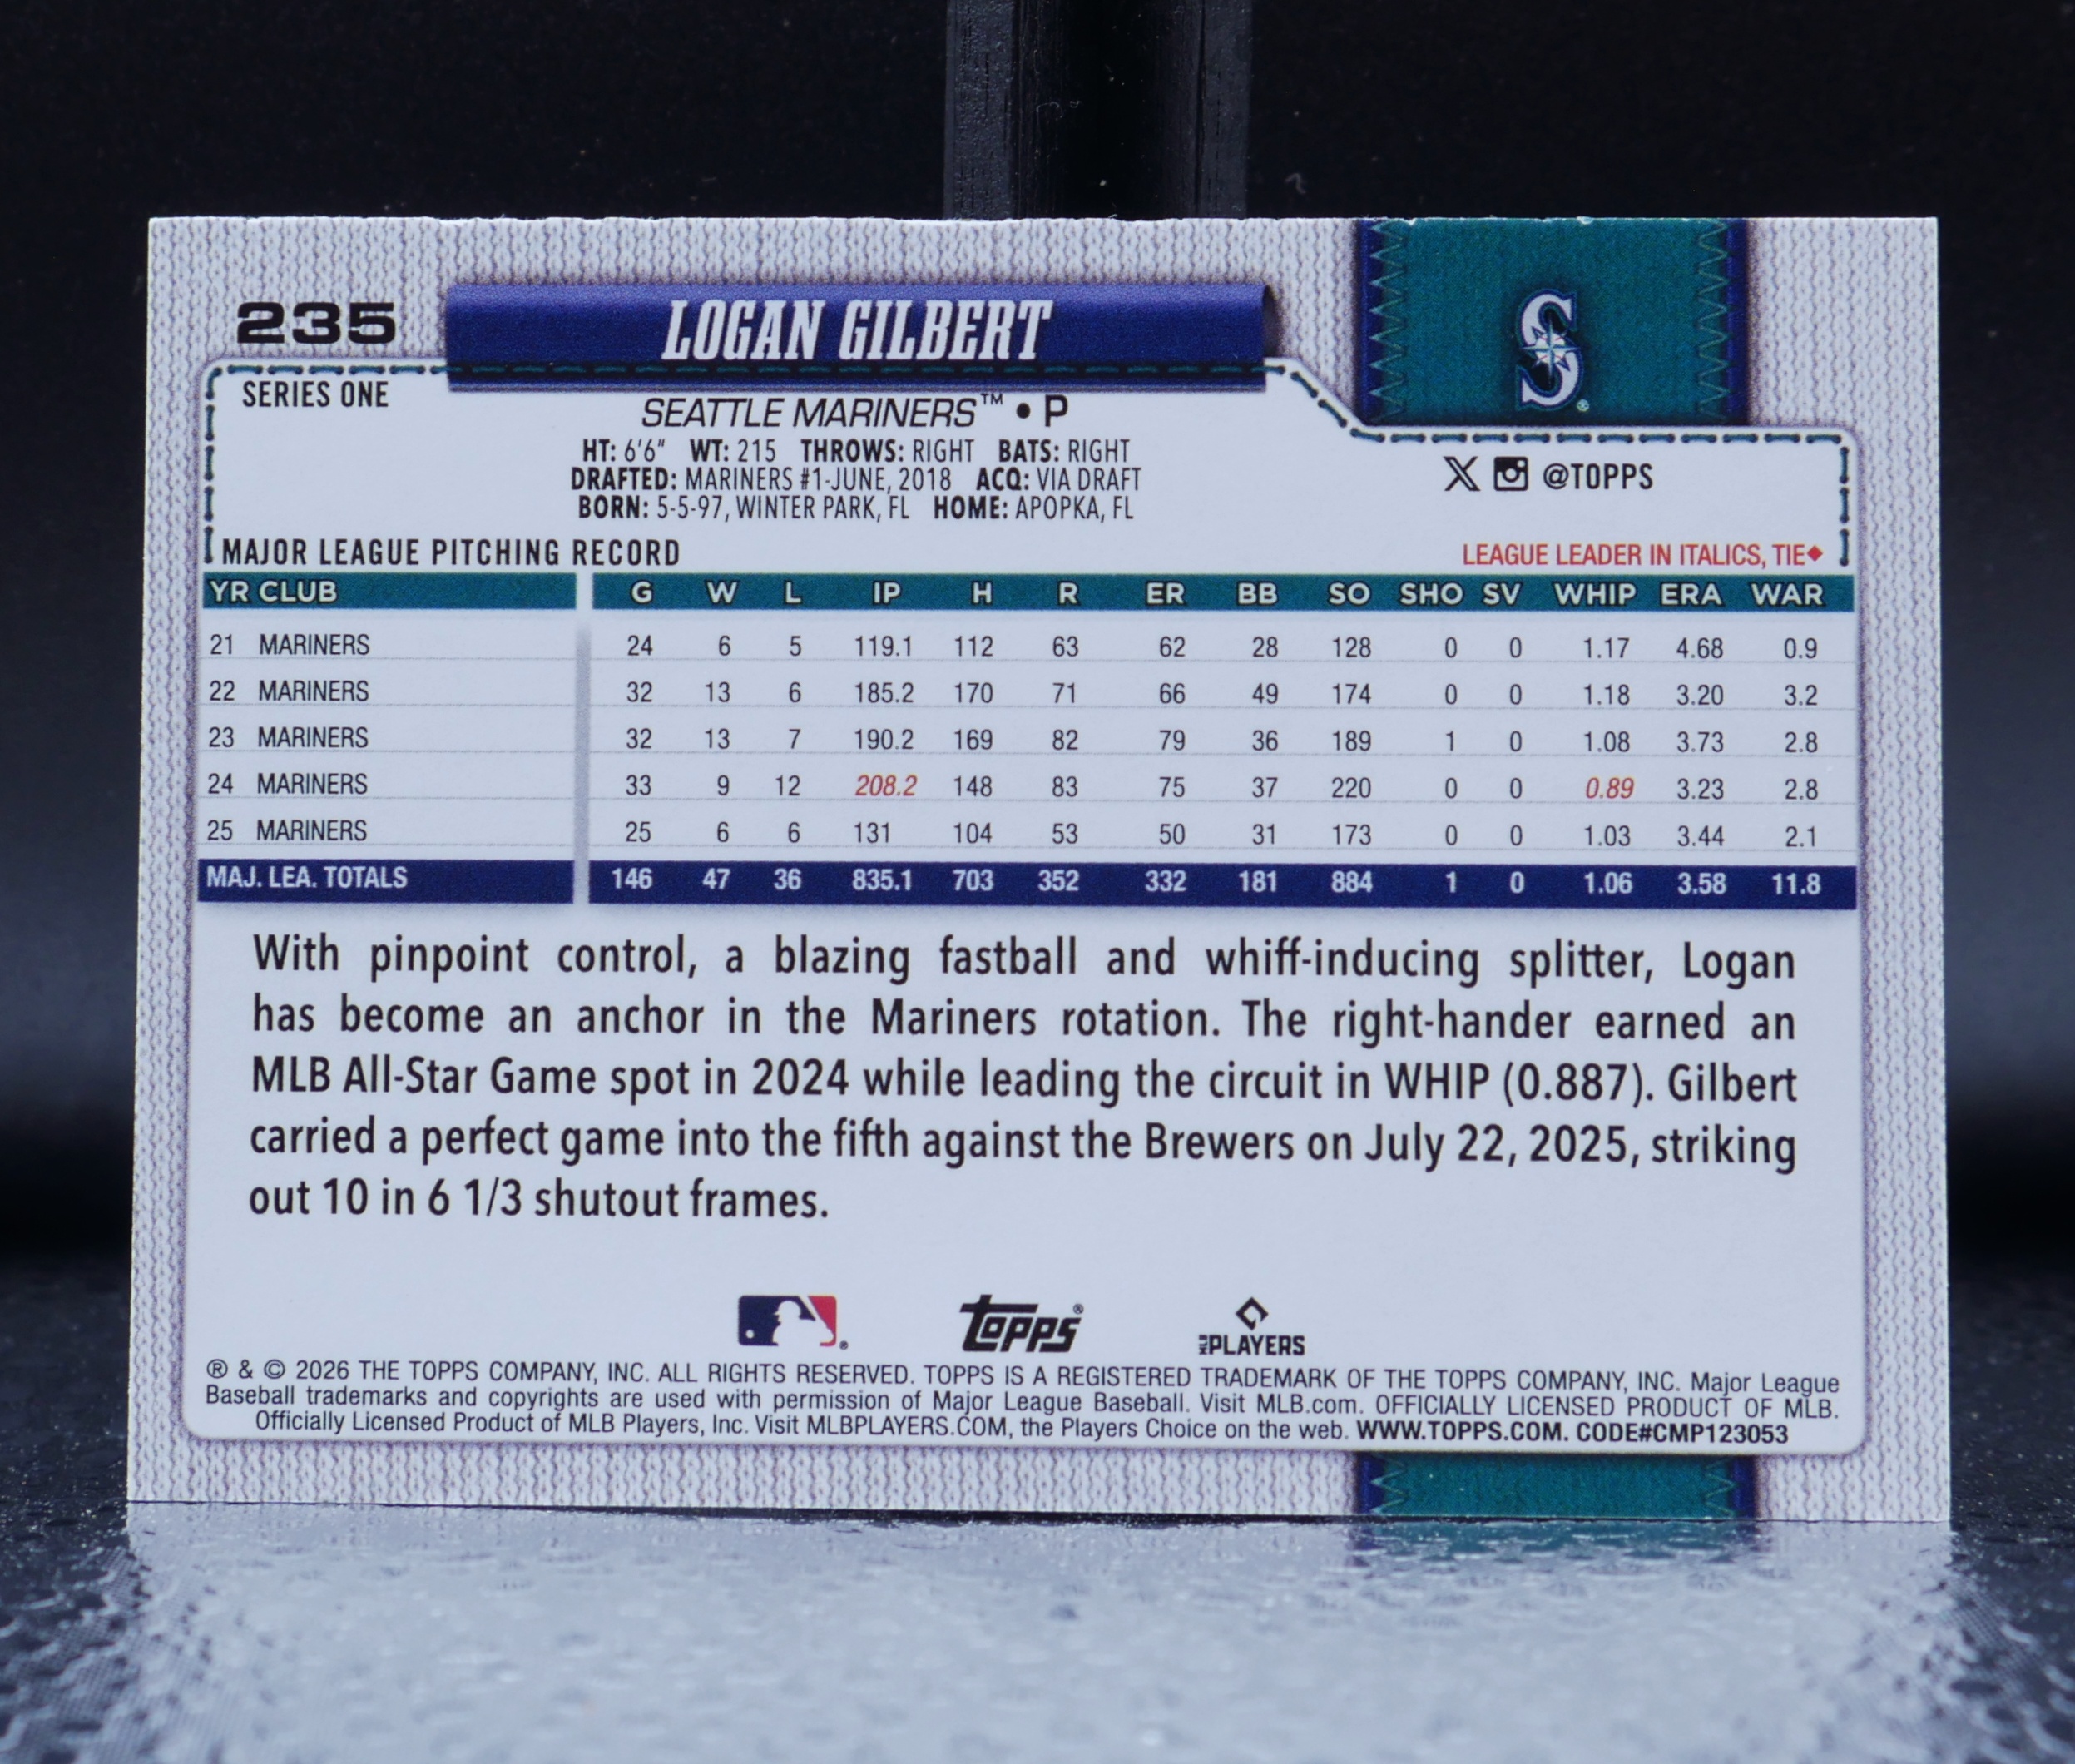 235
LOGAN GILBERT
S
®
SERIES ONE
SEATTLE MARINERS™ • P
HT: 6'6" WT: 215 THROWS: RIGHT BATS: RIGHT
DRAFTED: MARINERS #1-JUNE, 2018 ACQ: VIA DRAFT
BORN: 5-5-97, WINTER PARK, FL HOME: APOPKA, FL
X @TOPPS
MAJOR LEAGUE PITCHING RECORD
LEAGUE LEADER IN ITALICS, TIE◆
YR CLUB G W L IP H R ER BB SO SHO SV WHIP ERA WAR
21 MARINERS 24 6 5 119.1 112 63 62 28 128 0 0 1.17 4.68 0.9
22 MARINERS 32 13 6 185.2 170 71 66 49 174 0 0 1.18 3.20 3.2
23 MARINERS 32 13 7 190.2 169 82 79 36 189 1 0 1.08 3.73 2.8
24 MARINERS 33 9 12 208.2 148 83 75 37 220 0 0 0.89 3.23 2.8
25 MARINERS 25 6 6 131 104 53 50 31 173 0 0 1.03 3.44 2.1
MAJ. LEA. TOTALS 146 47 36 835.1 703 352 332 181 884 1 0 1.06 3.58 11.8
With pinpoint control, a blazing fastball and whiff-inducing splitter, Logan
has become an anchor in the Mariners rotation. The right-hander earned an
MLB All-Star Game spot in 2024 while leading the circuit in WHIP (0.887). Gilbert
carried a perfect game into the fifth against the Brewers on July 22, 2025, striking
out 10 in 6 1/3 shutout frames.
® topps® MLB PLAYERS
® & © 2026 THE TOPPS COMPANY, INC. ALL RIGHTS RESERVED. TOPPS IS A REGISTERED TRADEMARK OF THE TOPPS COMPANY, INC. Major League
Baseball trademarks and copyrights are used with permission of Major League Baseball. Visit MLB.com. OFFICIALLY LICENSED PRODUCT OF MLB.
Officially Licensed Product of MLB Players, Inc. Visit MLBPLAYERS.COM, the Players Choice on the web. WWW.TOPPS.COM. CODE#CMP123053